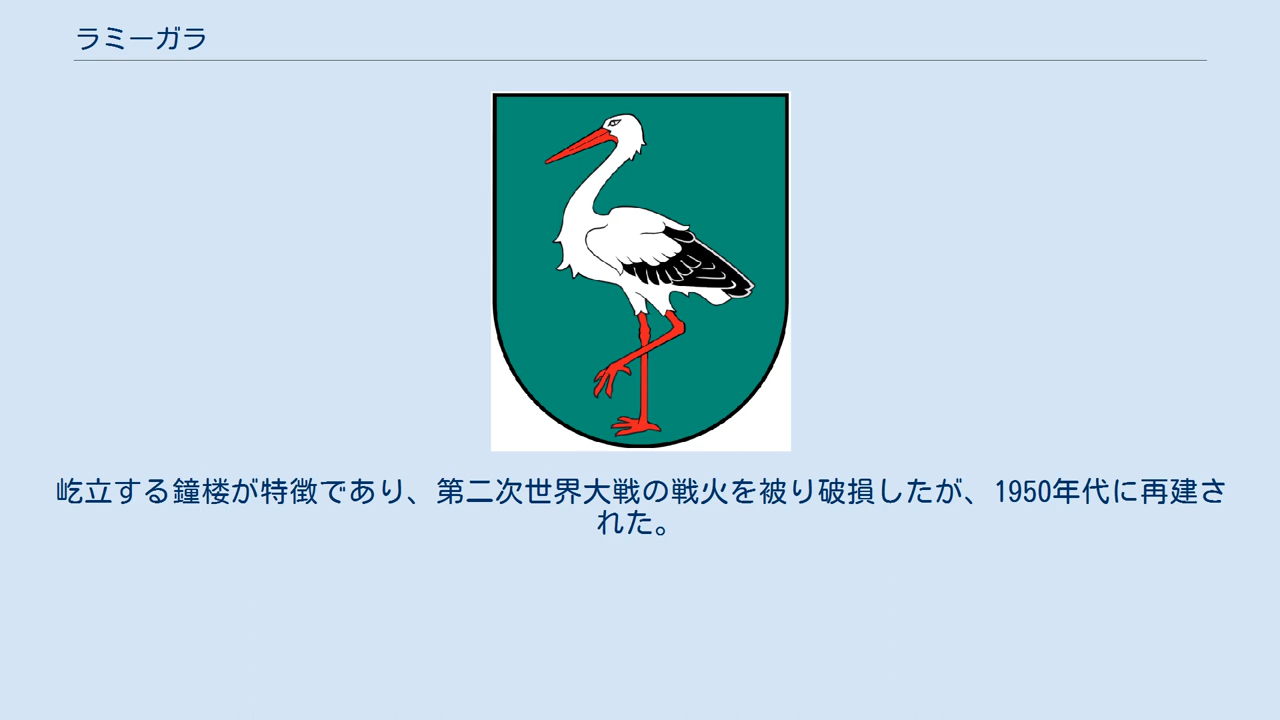 ラミーガラ
屹立する鐘楼が特徴であり、第二次世界大戦の戦火を被り破損したが、1950年代に再建さ
れた。